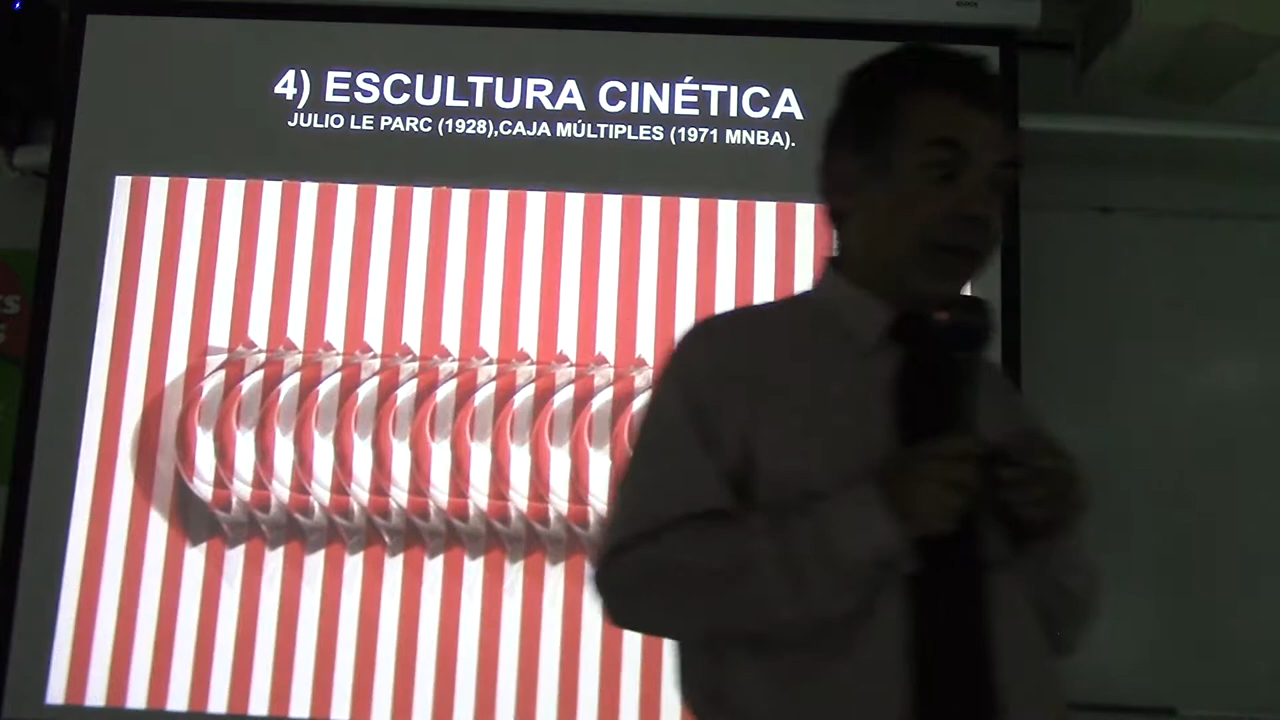 4) ESCULTURA CINÉTICA
JULIO LE PARC (1928),CAJA MÚLTIPLES (1971 MNBA).